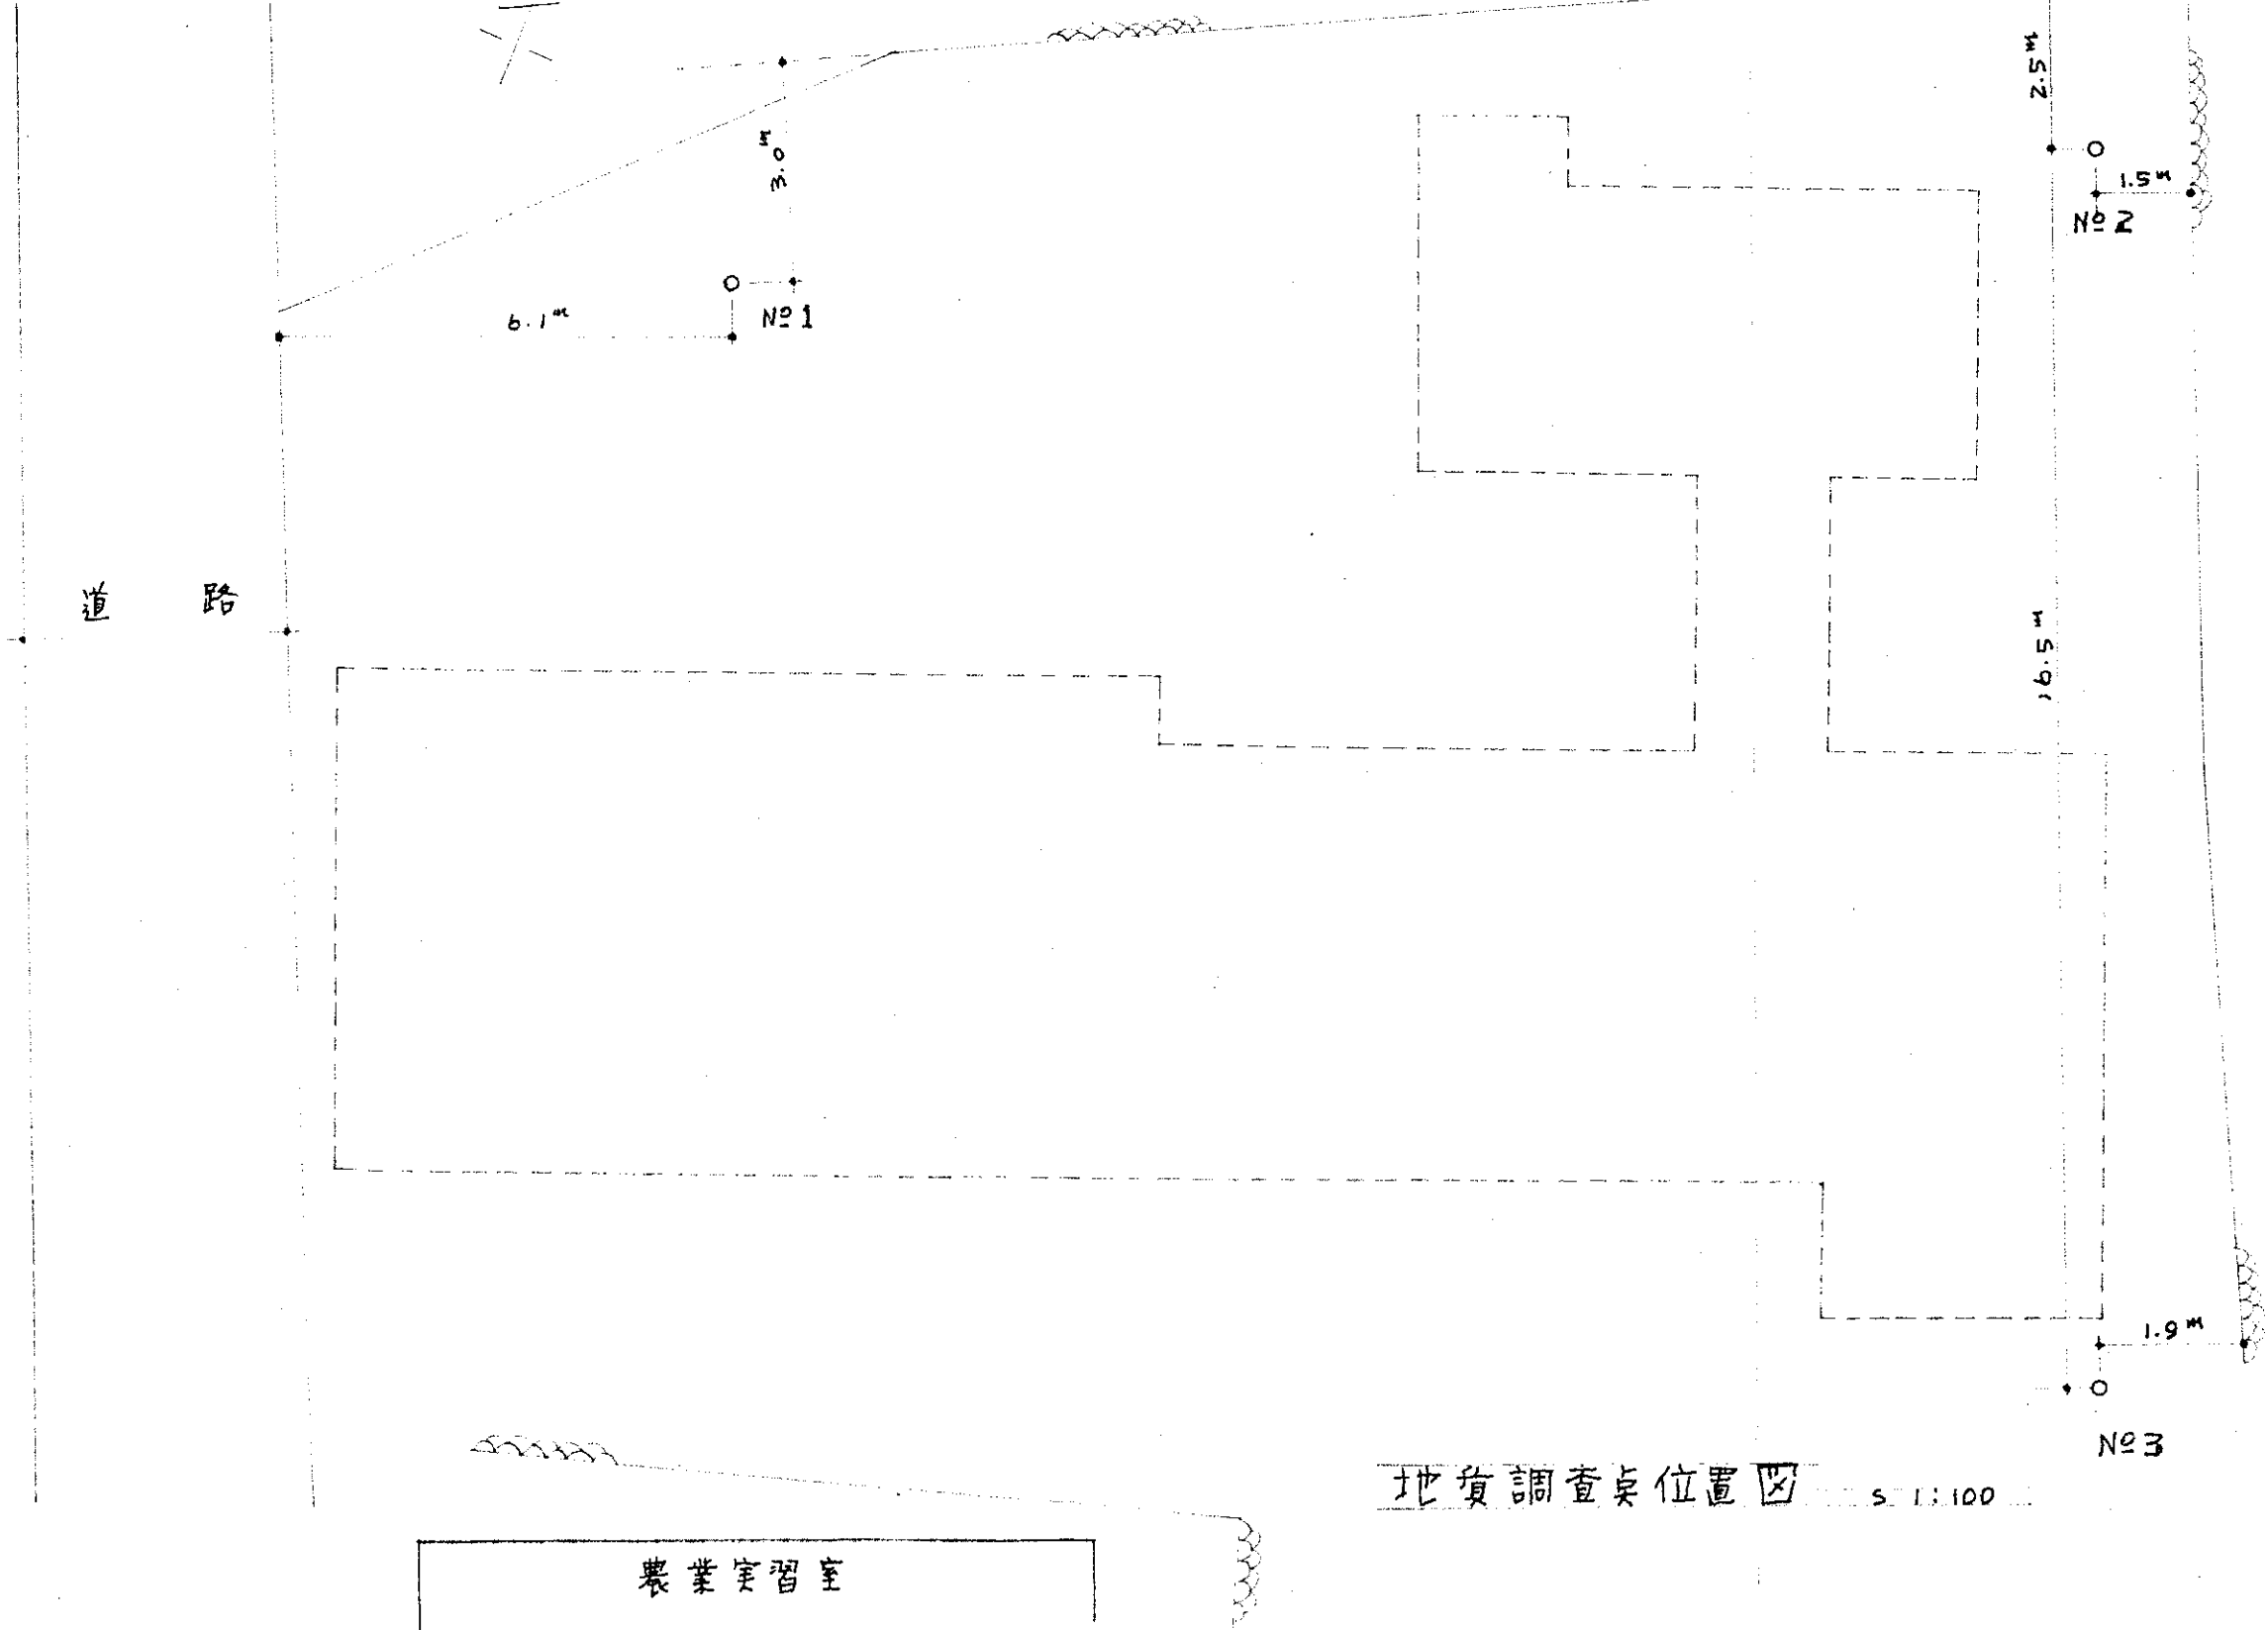 2.5m
3.0m
1.5m
№2
6.1m
№1
道 路
16.5m
1.9m
№3
地質調査点位置図 S 1:100
農業実習室